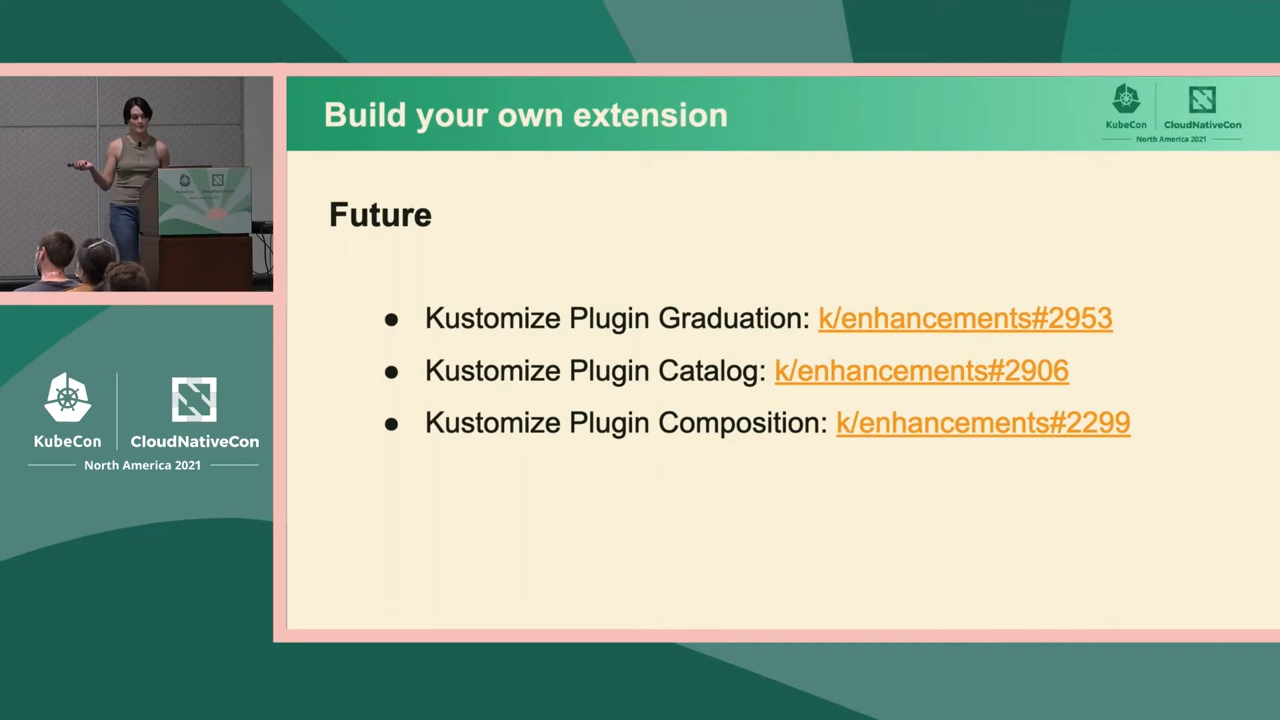 Build your own extension
KubeCon
CloudNativeCon
North America 2021
Future
● Kustomize Plugin Graduation: k/enhancements#2953
● Kustomize Plugin Catalog: k/enhancements#2906
● Kustomize Plugin Composition: k/enhancements#2299
KubeCon
CloudNativeCon
North America 2021